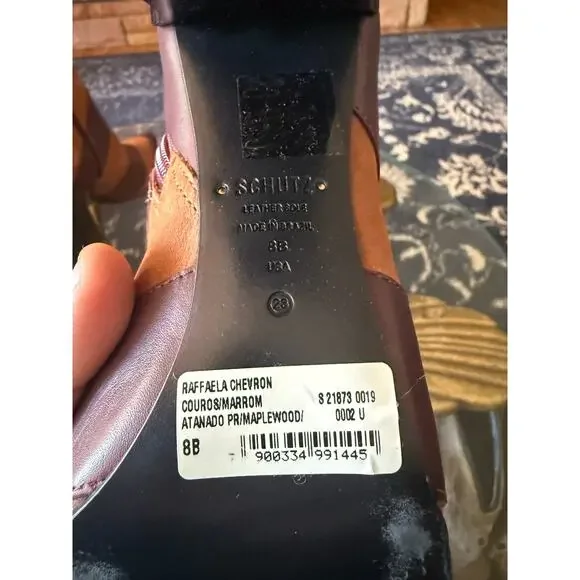 SCHUTZ
LEATHER SOLE
MADE IN BRAZIL
8B
USA
28
RAFFAELA CHEVRON
COUROS/MARROM S 21873 0019
ATANADO PR/MAPLEWOOD/ 0002 U
8B
7 900334 991445